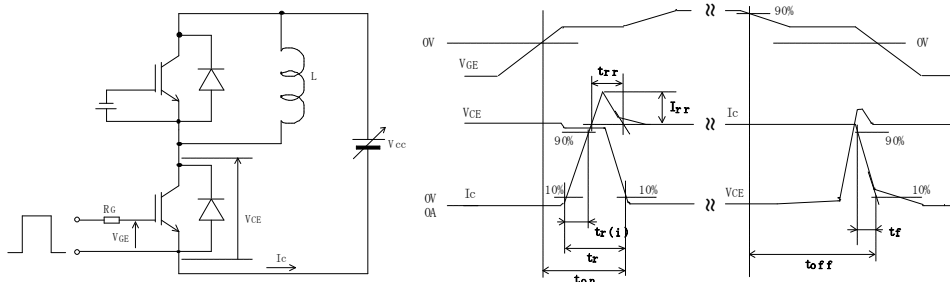 L
Vcc
RG
VGE
VCE
Ic
0V
VGE
90%
0V
trr
Irr
VCE
Ic
90%
90%
Ic
10%
10%
VCE
10%
0V
0A
tr(i)
tf
tr
toff
ton